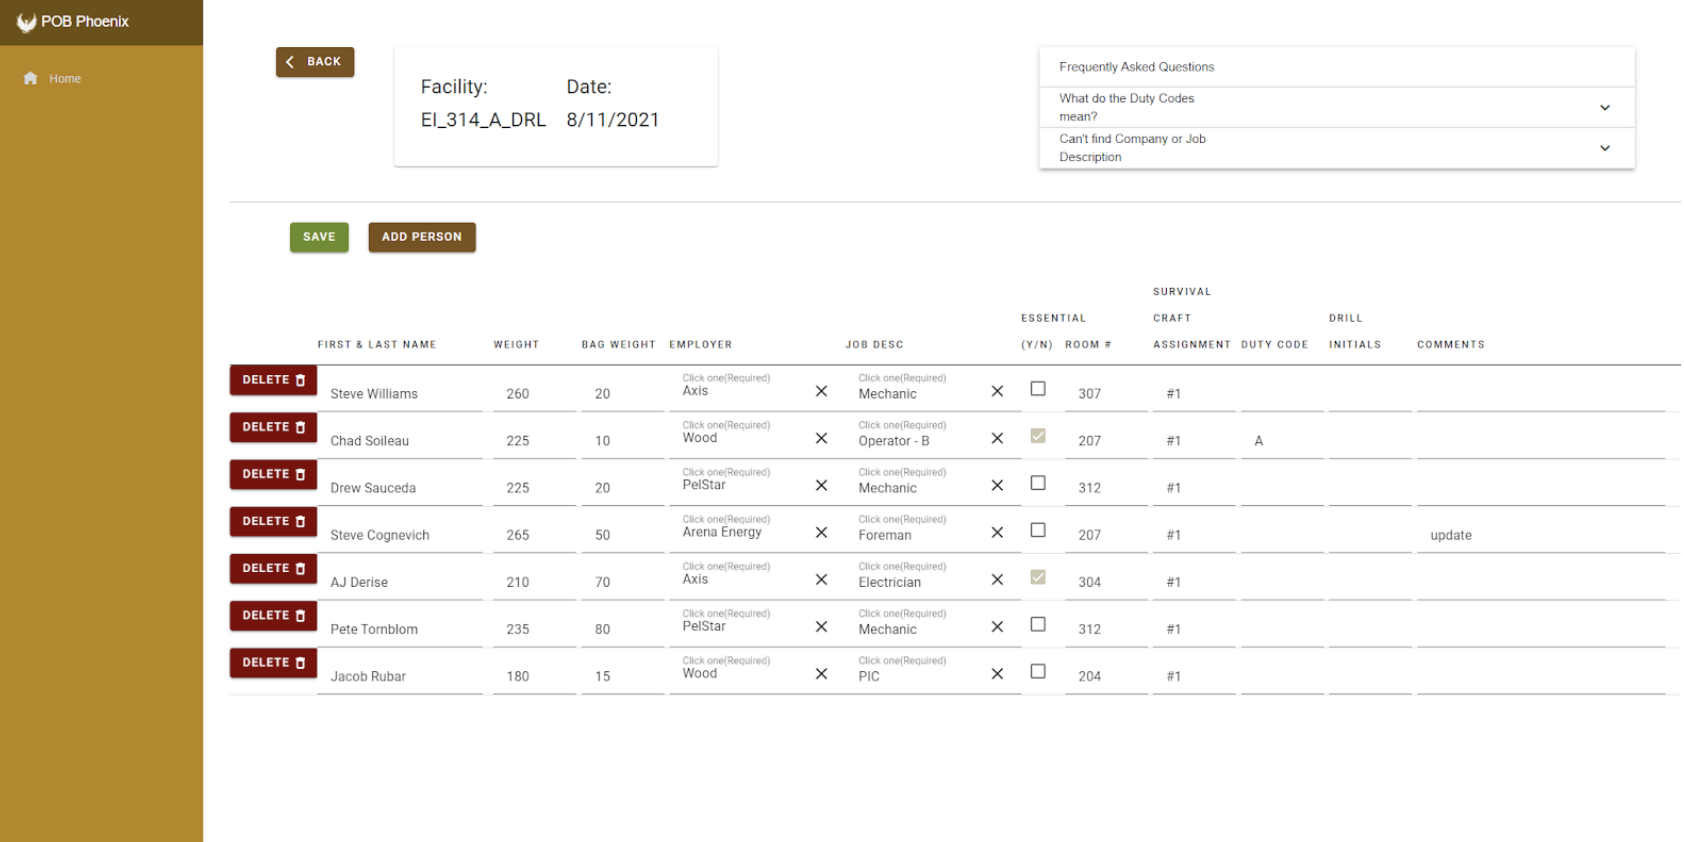 POB Phoenix
Home
BACK
Facility: Date:
EI_314_A_DRL 8/11/2021
Frequently Asked Questions
What do the Duty Codes
mean?
Can't find Company or Job
Description
SAVE ADD PERSON
SURVIVAL
ESSENTIAL CRAFT DRILL
FIRST & LAST NAME WEIGHT BAG WEIGHT EMPLOYER JOB DESC (Y/N) ROOM # ASSIGNMENT DUTY CODE INITIALS COMMENTS
Click one(Required) Click one(Required)
DELETE Steve Williams 260 20 Axis Mechanic 307 #1
Click one(Required) Click one(Required)
DELETE Chad Soileau 225 10 Wood Operator - B 207 #1 A
Click one(Required) Click one(Required)
DELETE Drew Sauceda 225 20 PelStar Mechanic 312 #1
Click one(Required) Click one(Required)
DELETE Steve Cognevich 265 50 Arena Energy Foreman 207 #1 update
Click one(Required) Click one(Required)
DELETE AJ Derise 210 70 Axis Electrician 304 #1
Click one(Required) Click one(Required)
DELETE Pete Tornblom 235 80 PelStar Mechanic 312 #1
Click one(Required) Click one(Required)
DELETE Jacob Rubar 180 15 Wood PIC 204 #1